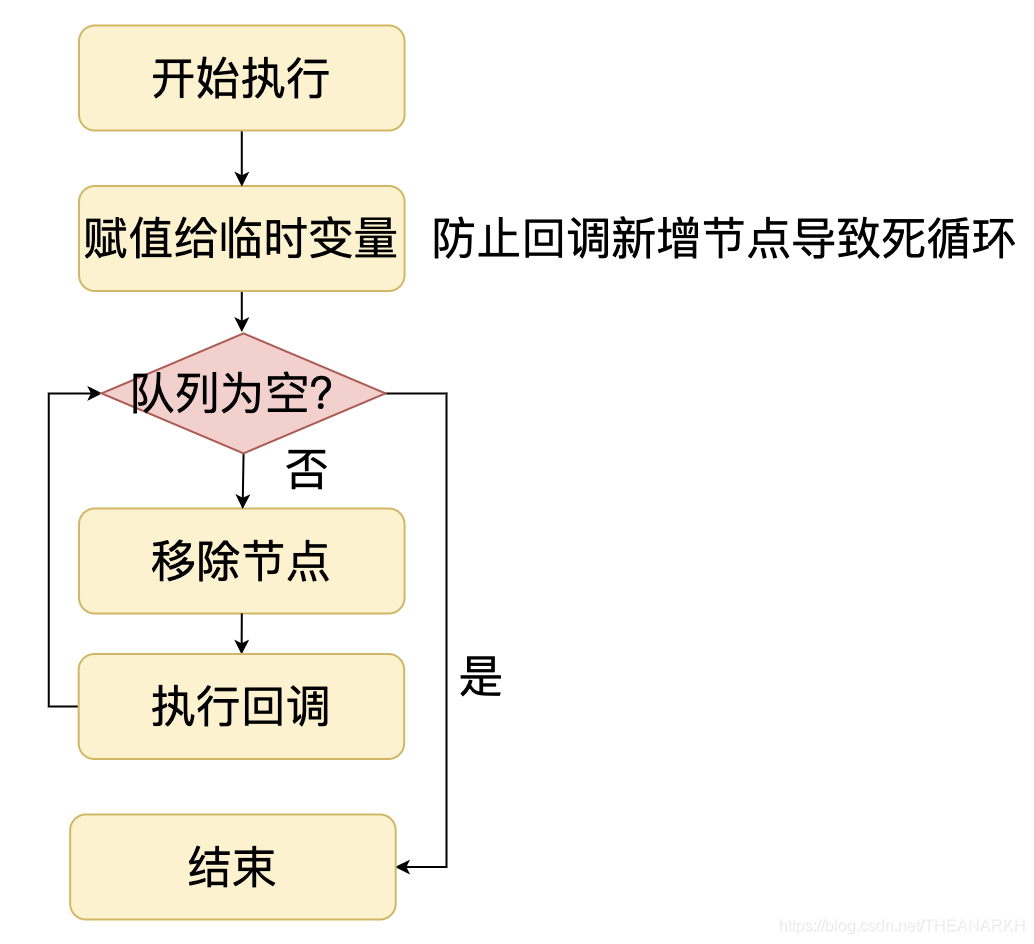 开始执行
赋值给临时变量
防止回调新增节点导致死循环
队列为空?
否
移除节点
是
执行回调
结束
https://blog.csdn.net/THEANARKH